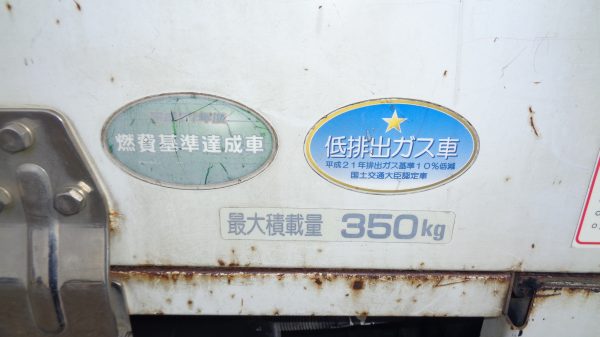 燃費基準達成車
低排出ガス車
平成21年排出ガス基準10%低減
国土交通大臣認定車
最大積載量 350kg